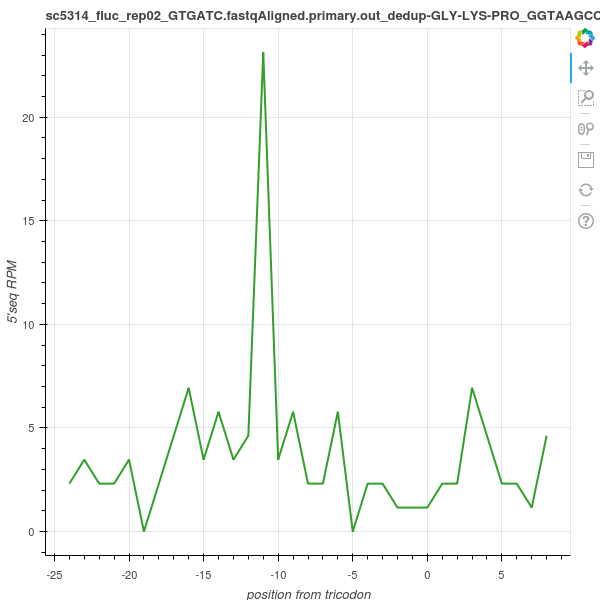 sc5314_fluc_rep02_GTGATC.fastqAligned.primary.out_dedup-GLY-LYS-PRO_GGTAAGCC
20
15
10
5
0
5'seq RPM
-25 -20 -15 -10 -5 0 5
position from tricodon